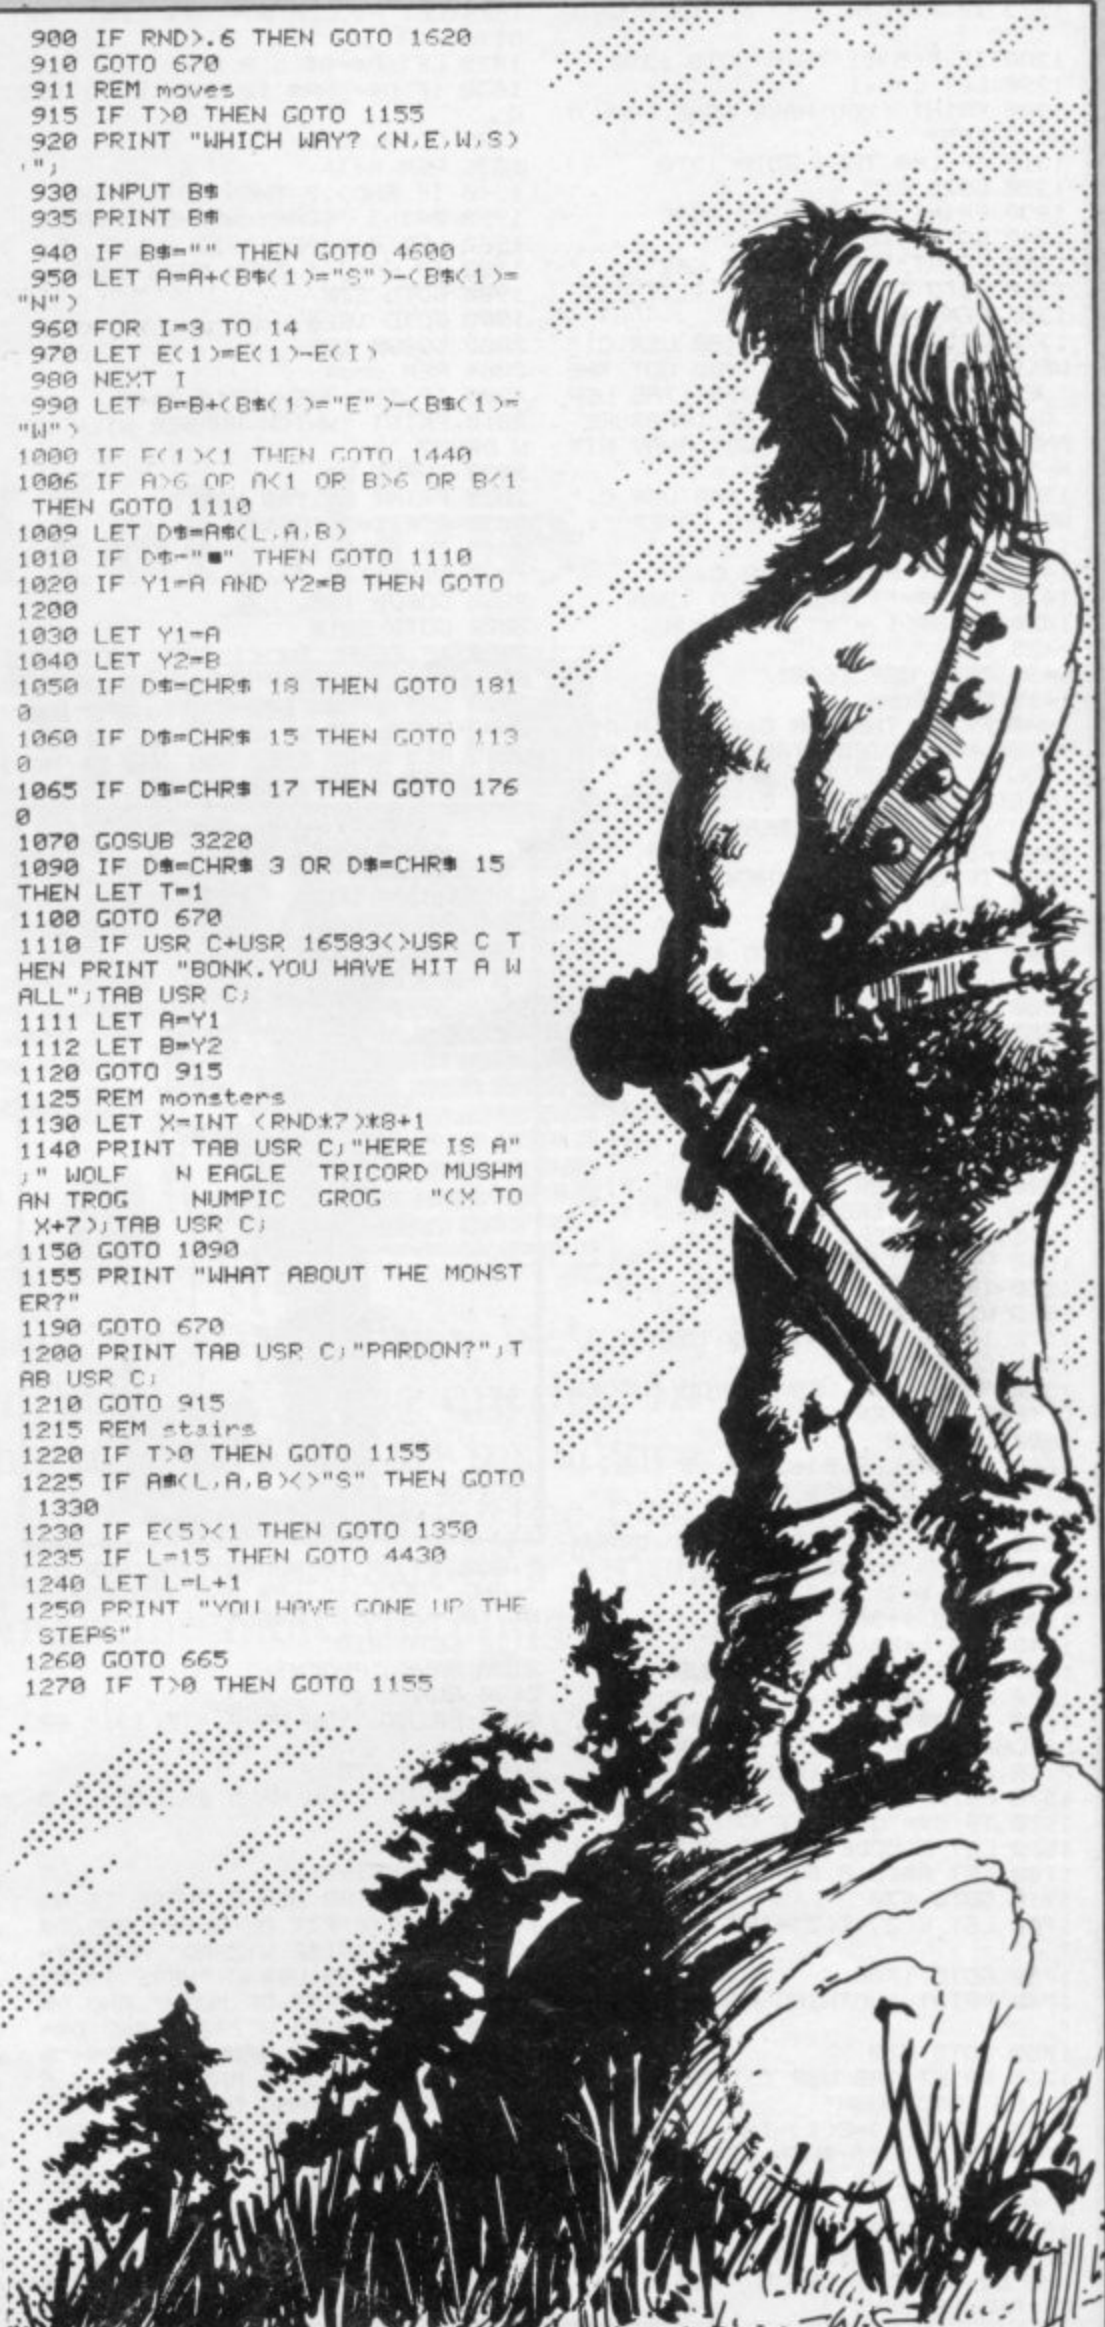 900 IF RND>.6 THEN GOTO 1620
910 GOTO 670
911 REM moves
915 IF T>0 THEN GOTO 1155
920 PRINT "WHICH WAY? (N,E,W,S)
,";
930 INPUT B$
935 PRINT B$
940 IF B$="" THEN GOTO 4600
950 LET A=A+(B$(1)="S")-(B$(1)=
"N")
960 FOR I=3 TO 14
970 LET E(1)=E(1)-E(I)
980 NEXT I
990 LET B=B+(B$(1)="E")-(B$(1)=
"W")
1000 IF E(1)<1 THEN GOTO 1440
1006 IF A>6 OR A<1 OR B>6 OR B<1
THEN GOTO 1110
1009 LET D$=A$(L,A,B)
1010 IF D$="■" THEN GOTO 1110
1020 IF Y1=A AND Y2=B THEN GOTO
1200
1030 LET Y1=A
1040 LET Y2=B
1050 IF D$=CHR$ 18 THEN GOTO 181
0
1060 IF D$=CHR$ 15 THEN GOTO 113
0
1065 IF D$=CHR$ 17 THEN GOTO 176
0
1070 GOSUB 3220
1090 IF D$=CHR$ 3 OR D$=CHR$ 15
THEN LET T=1
1100 GOTO 670
1110 IF USR C+USR 16583<>USR C T
HEN PRINT "BONK.YOU HAVE HIT A W
ALL";TAB USR C;
1111 LET A=Y1
1112 LET B=Y2
1120 GOTO 915
1125 REM monsters
1130 LET X=INT (RND*7)*8+1
1140 PRINT TAB USR C;"HERE IS A"
;" WOLF   N EAGLE  TRICORD MUSHM
AN TROG    NUMPIC  GROG    "(X TO
X+7);TAB USR C;
1150 GOTO 1090
1155 PRINT "WHAT ABOUT THE MONST
ER?"
1190 GOTO 670
1200 PRINT TAB USR C;"PARDON?";T
AB USR C;
1210 GOTO 915
1215 REM stairs
1220 IF T>0 THEN GOTO 1155
1225 IF A$(L,A,B)<>"S" THEN GOTO
1330
1230 IF E(5)<1 THEN GOTO 1350
1235 IF L=15 THEN GOTO 4430
1240 LET L=L+1
1250 PRINT "YOU HAVE GONE UP THE
STEPS"
1260 GOTO 665
1270 IF T>0 THEN GOTO 1155